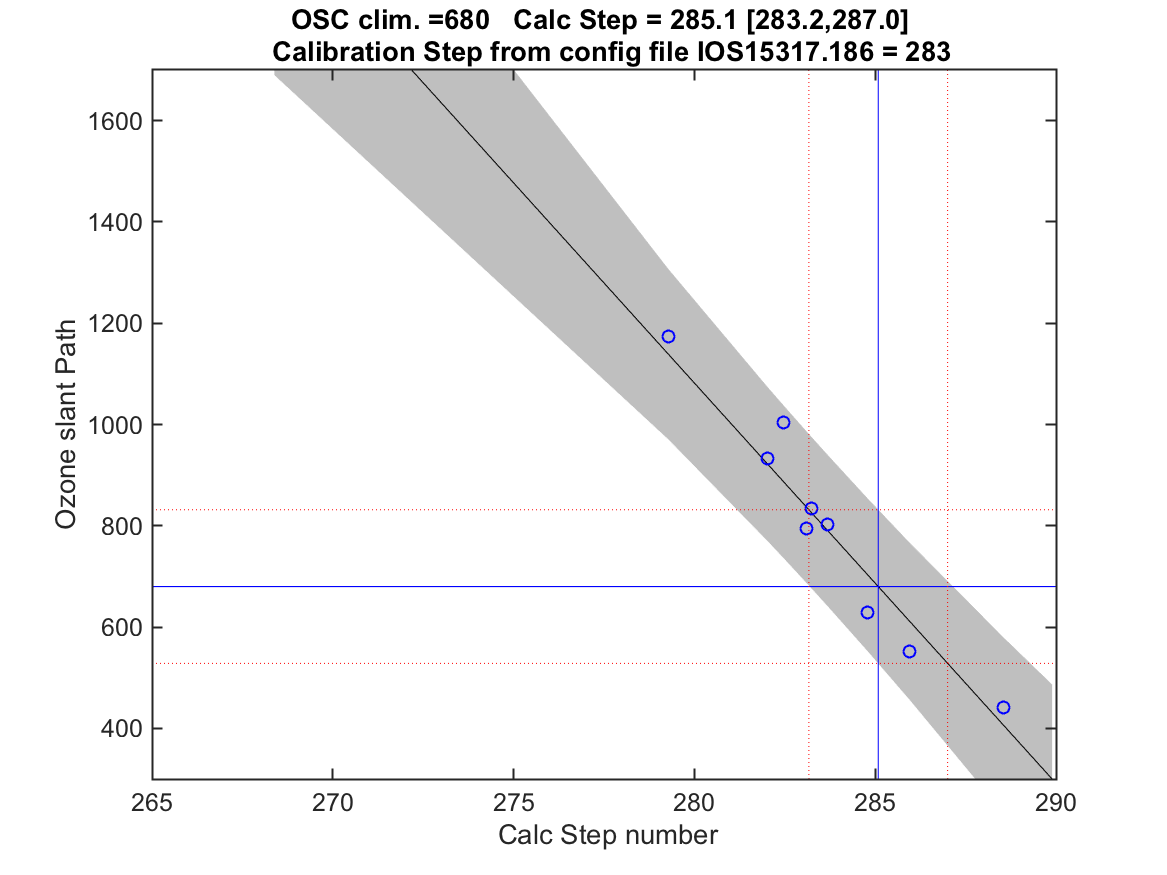 OSC clim. =680   Calc Step = 285.1 [283.2,287.0]
Calibration Step from config file IOS15317.186 = 283
Ozone slant Path
1600
1400
1200
1000
800
600
400
265 270 275 280 285 290
Calc Step number